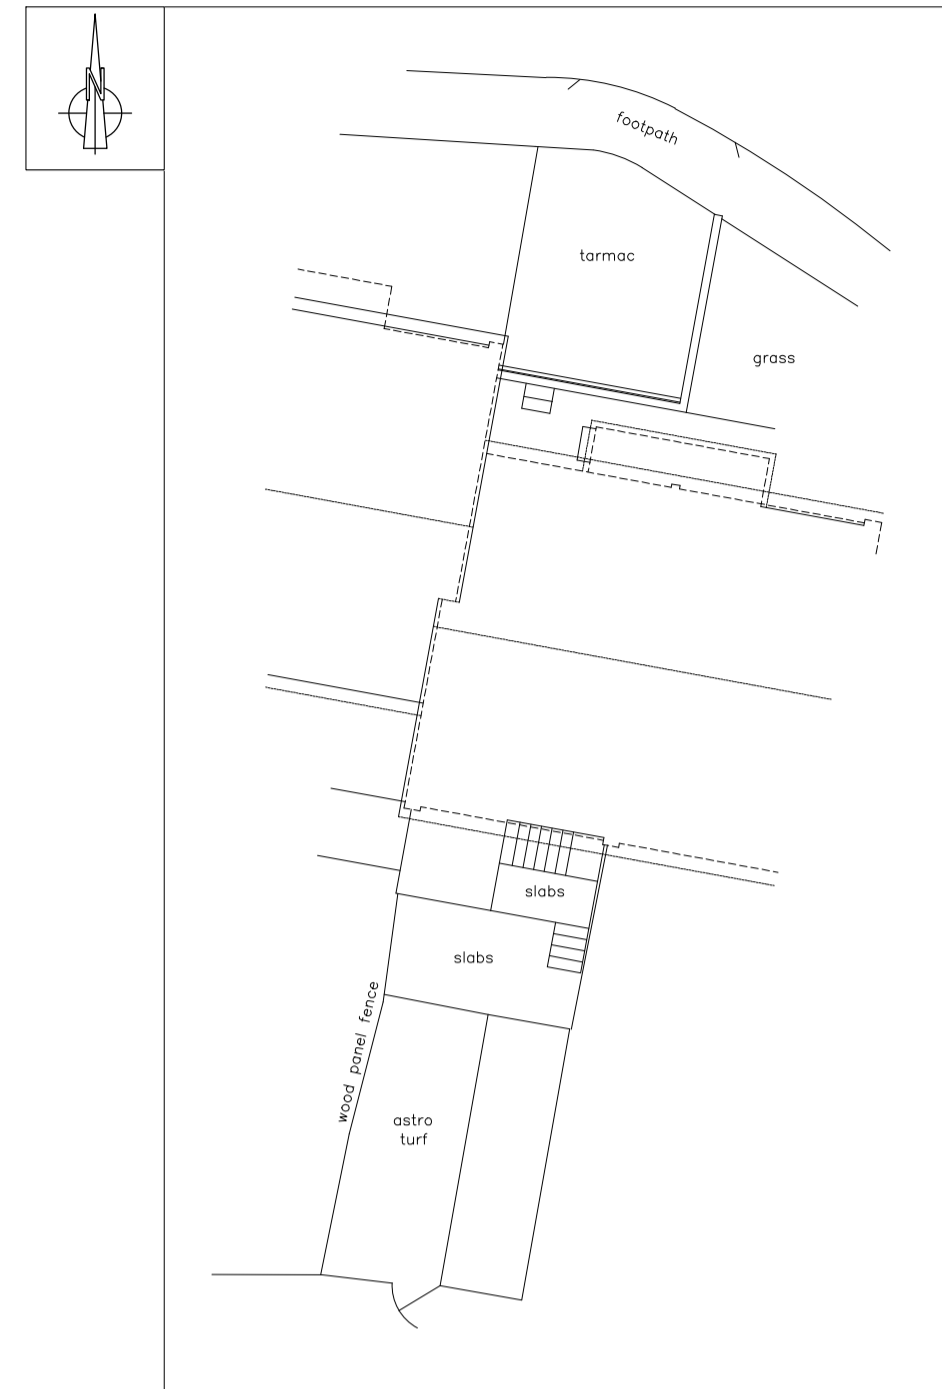 N
footpath
tarmac
grass
slabs
slabs
wood panel fence
astro
turf